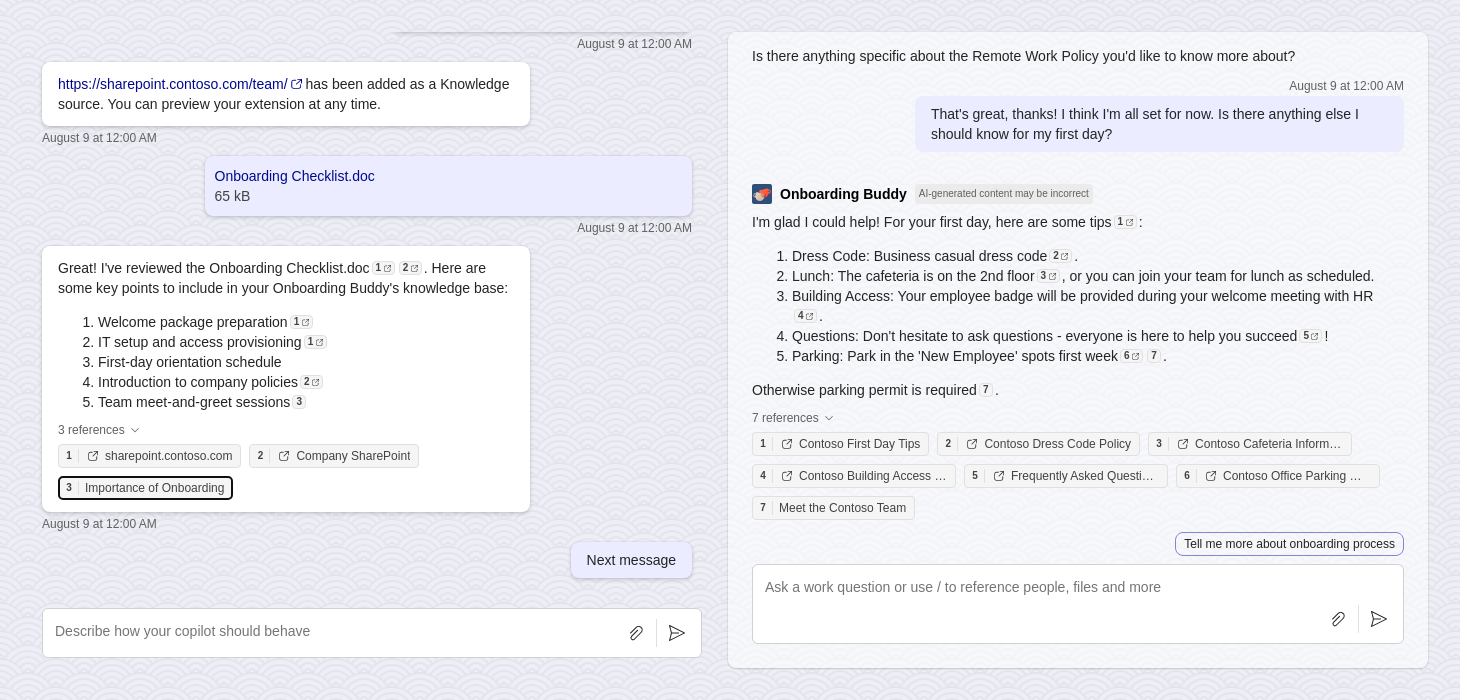 August 9 at 12:00 AM
https://sharepoint.contoso.com/team/ has been added as a Knowledge
source. You can preview your extension at any time.
August 9 at 12:00 AM
Onboarding Checklist.doc
65 kB
August 9 at 12:00 AM
Great! I've reviewed the Onboarding Checklist.doc 1 2 . Here are
some key points to include in your Onboarding Buddy's knowledge base:
1. Welcome package preparation 1
2. IT setup and access provisioning 1
3. First-day orientation schedule
4. Introduction to company policies 2
5. Team meet-and-greet sessions 3
3 references
1 sharepoint.contoso.com 2 Company SharePoint
3 Importance of Onboarding
August 9 at 12:00 AM
Next message
Describe how your copilot should behave
Is there anything specific about the Remote Work Policy you'd like to know more about?
August 9 at 12:00 AM
That's great, thanks! I think I'm all set for now. Is there anything else I
should know for my first day?
Onboarding Buddy AI-generated content may be incorrect
I'm glad I could help! For your first day, here are some tips 1 :
1. Dress Code: Business casual dress code 2 .
2. Lunch: The cafeteria is on the 2nd floor 3 , or you can join your team for lunch as scheduled.
3. Building Access: Your employee badge will be provided during your welcome meeting with HR
4 .
4. Questions: Don't hesitate to ask questions - everyone is here to help you succeed 5 !
5. Parking: Park in the 'New Employee' spots first week 6 7 .
Otherwise parking permit is required 7 .
7 references
1 Contoso First Day Tips 2 Contoso Dress Code Policy 3 Contoso Cafeteria Inform…
4 Contoso Building Access … 5 Frequently Asked Questi… 6 Contoso Office Parking …
7 Meet the Contoso Team
Tell me more about onboarding process
Ask a work question or use / to reference people, files and more